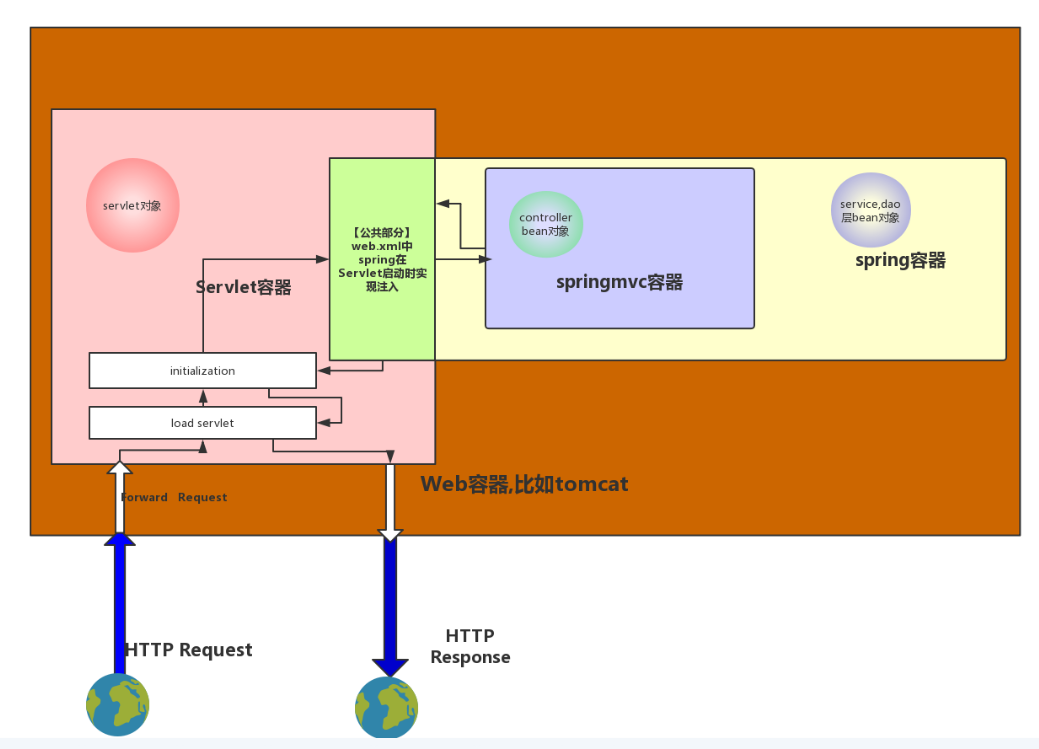 servlet对象
【公共部分】
web.xml中
spring在
Servlet启动时实
现注入
controller
bean对象
service,dao
层bean对象
spring容器
springmvc容器
Servlet容器
initialization
load servlet
Web容器,比如tomcat
Forward Request
HTTP Request
HTTP
Response